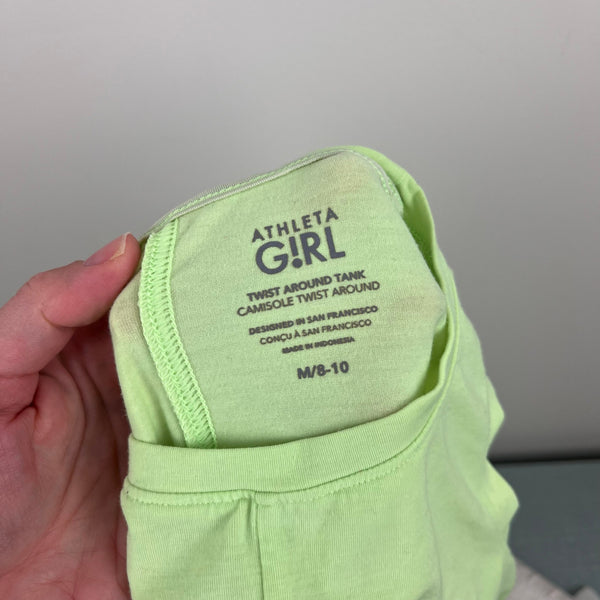 ATHLETA
G!RL
TWIST AROUND TANK
CAMISOLE TWIST AROUND
DESIGNED IN SAN FRANCISCO
CONÇU À SAN FRANCISCO
MADE IN INDONESIA
M/8-10